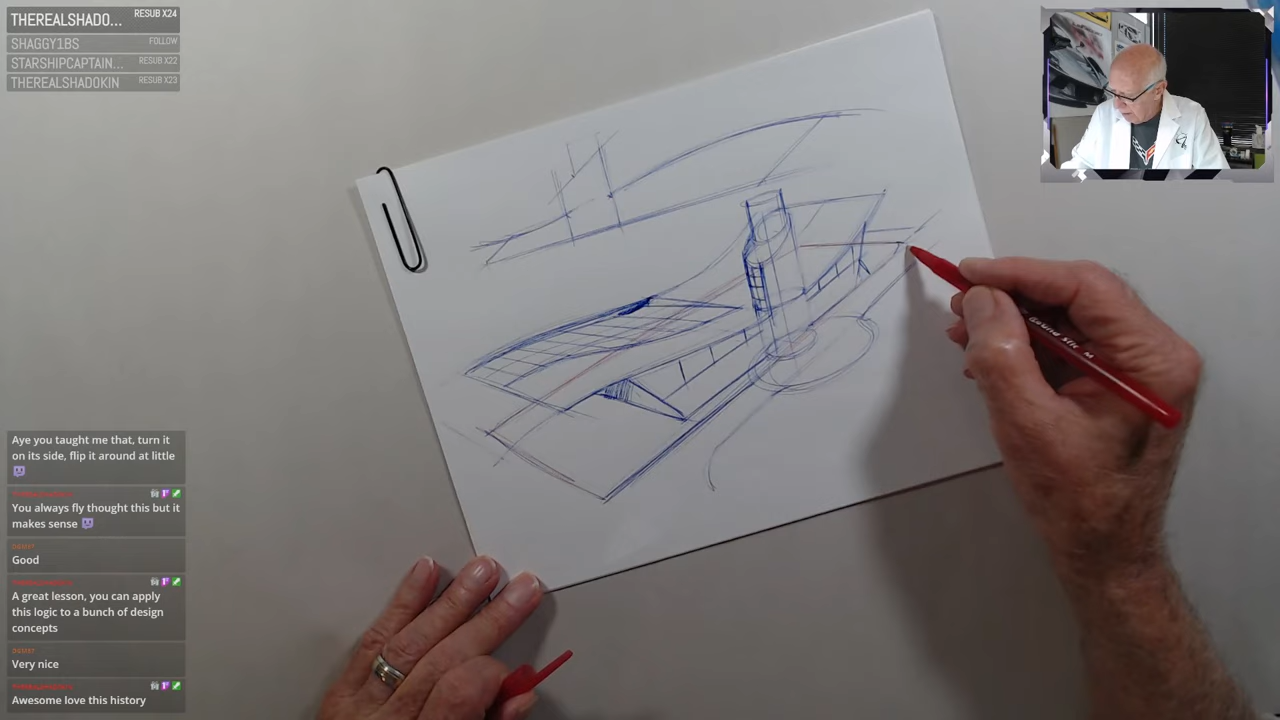 THEREALSHADO... RESUB X24
SHAGGY1BS FOLLOW
STARSHIPCAPTAIN... RESUB X22
THEREALSHADOKIN RESUB X23
Aye you taught me that, turn it
on its side, flip it around at little
You always fly thought this but it
makes sense
Good
A great lesson, you can apply
this logic to a bunch of design
concepts
Very nice
Awesome love this history
Round Stic M